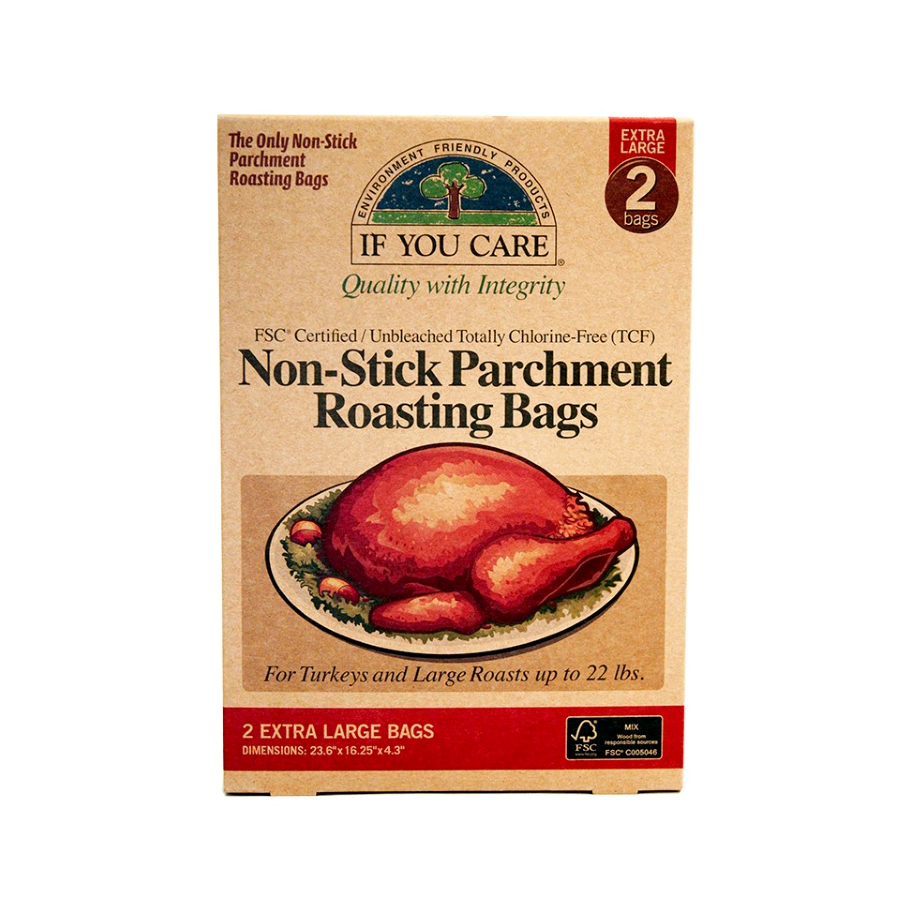 The Only Non-Stick
Parchment
Roasting Bags
ENVIRONMENT FRIENDLY PRODUCTS
IF YOU CARE®
Quality with Integrity
EXTRA
LARGE
2
bags
FSC® Certified / Unbleached Totally Chlorine-Free (TCF)
Non-Stick Parchment
Roasting Bags
For Turkeys and Large Roasts up to 22 lbs.
2 EXTRA LARGE BAGS
DIMENSIONS: 23.6"x 16.25"x 4.3"
FSC
www.fsc.org
MIX
Wood from
responsible sources
FSC® C005046